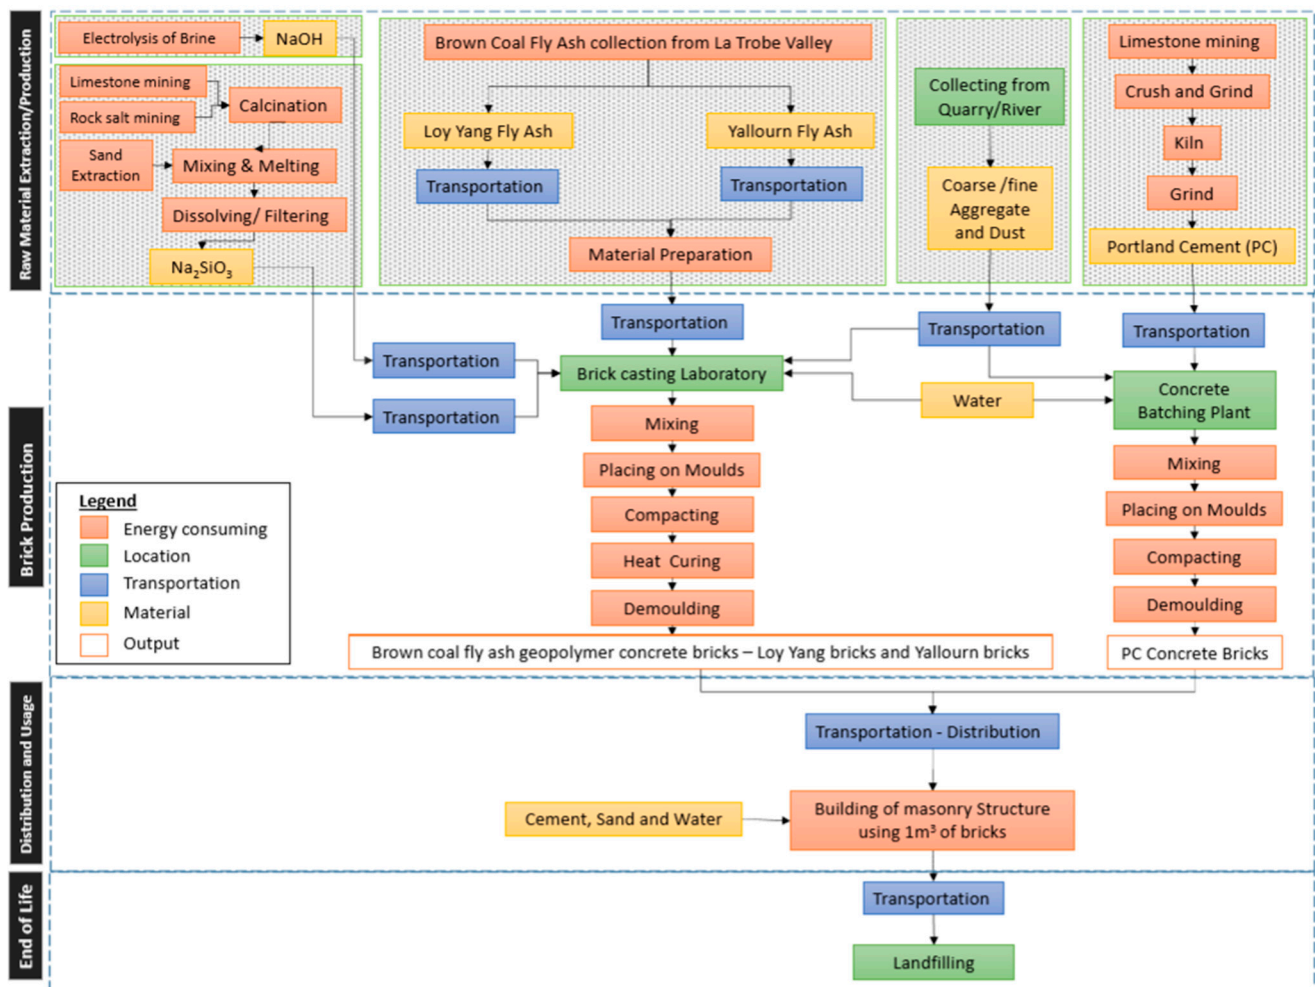 Raw Material Extraction/Production
Electrolysis of Brine
NaOH
Limestone mining
Rock salt mining
Calcination
Sand
Extraction
Mixing & Melting
Dissolving/ Filtering
Na₂SiO₃
Brown Coal Fly Ash collection from La Trobe Valley
Loy Yang Fly Ash
Yallourn Fly Ash
Transportation
Transportation
Material Preparation
Collecting from
Quarry/River
Coarse /fine
Aggregate
and Dust
Limestone mining
Crush and Grind
Kiln
Grind
Portland Cement (PC)
Brick Production
Transportation
Transportation
Transportation
Transportation
Transportation
Brick casting Laboratory
Water
Concrete
Batching Plant
Mixing
Placing on Moulds
Compacting
Heat Curing
Demoulding
Brown coal fly ash geopolymer concrete bricks – Loy Yang bricks and Yallourn bricks
Mixing
Placing on Moulds
Compacting
Demoulding
PC Concrete Bricks
Legend
Energy consuming
Location
Transportation
Material
Output
Distribution and Usage
Transportation - Distribution
Cement, Sand and Water
Building of masonry Structure
using 1m³ of bricks
End of Life
Transportation
Landfilling